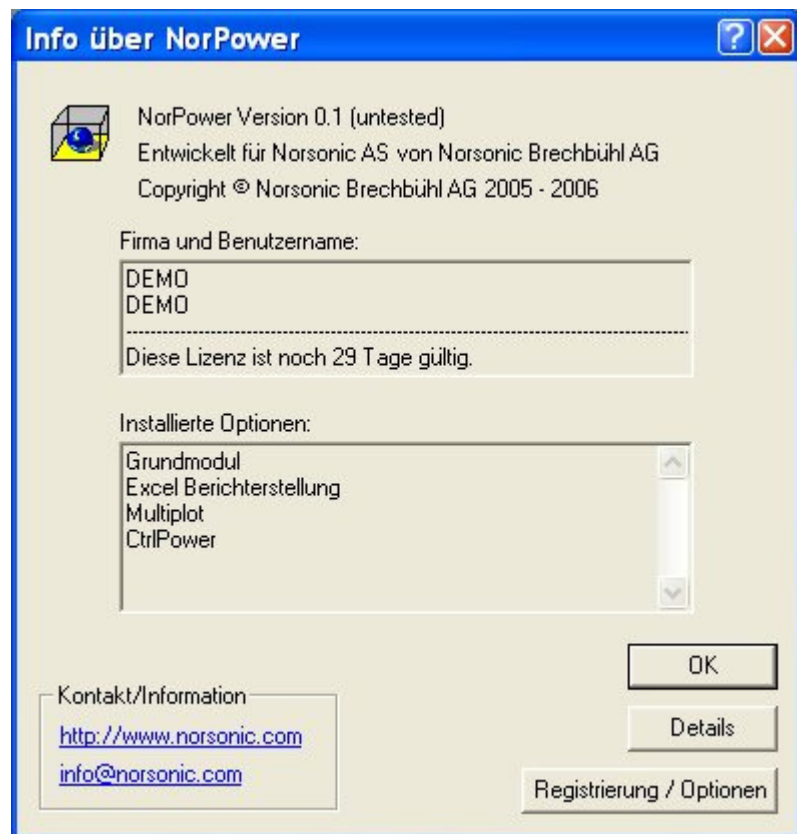 Info über NorPower
NorPower Version 0.1 (untested)
Entwickelt für Norsonic AS von Norsonic Brechbühl AG
Copyright © Norsonic Brechbühl AG 2005 - 2006
Firma und Benutzername:
DEMO
DEMO
Diese Lizenz ist noch 29 Tage gültig.
Installierte Optionen:
Grundmodul
Excel Berichterstellung
Multiplot
CtrlPower
OK
Kontakt/Information
http://www.norsonic.com
info@norsonic.com
Details
Registrierung / Optionen